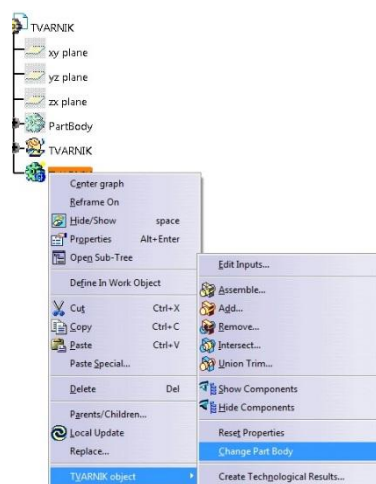 TVARNIK
xy plane
yz plane
zx plane
PartBody
TVARNIK
Center graph
Reframe On
Hide/Show space
Properties Alt+Enter
Open Sub-Tree
Define In Work Object
Cut Ctrl+X
Copy Ctrl+C
Paste Ctrl+V
Paste Special...
Delete Del
Parents/Children...
Local Update
Replace...
TVARNIK object
Edit Inputs...
Assemble...
Add...
Remove...
Intersect...
Union Trim...
Show Components
Hide Components
Reset Properties
Change Part Body
Create Technological Results...